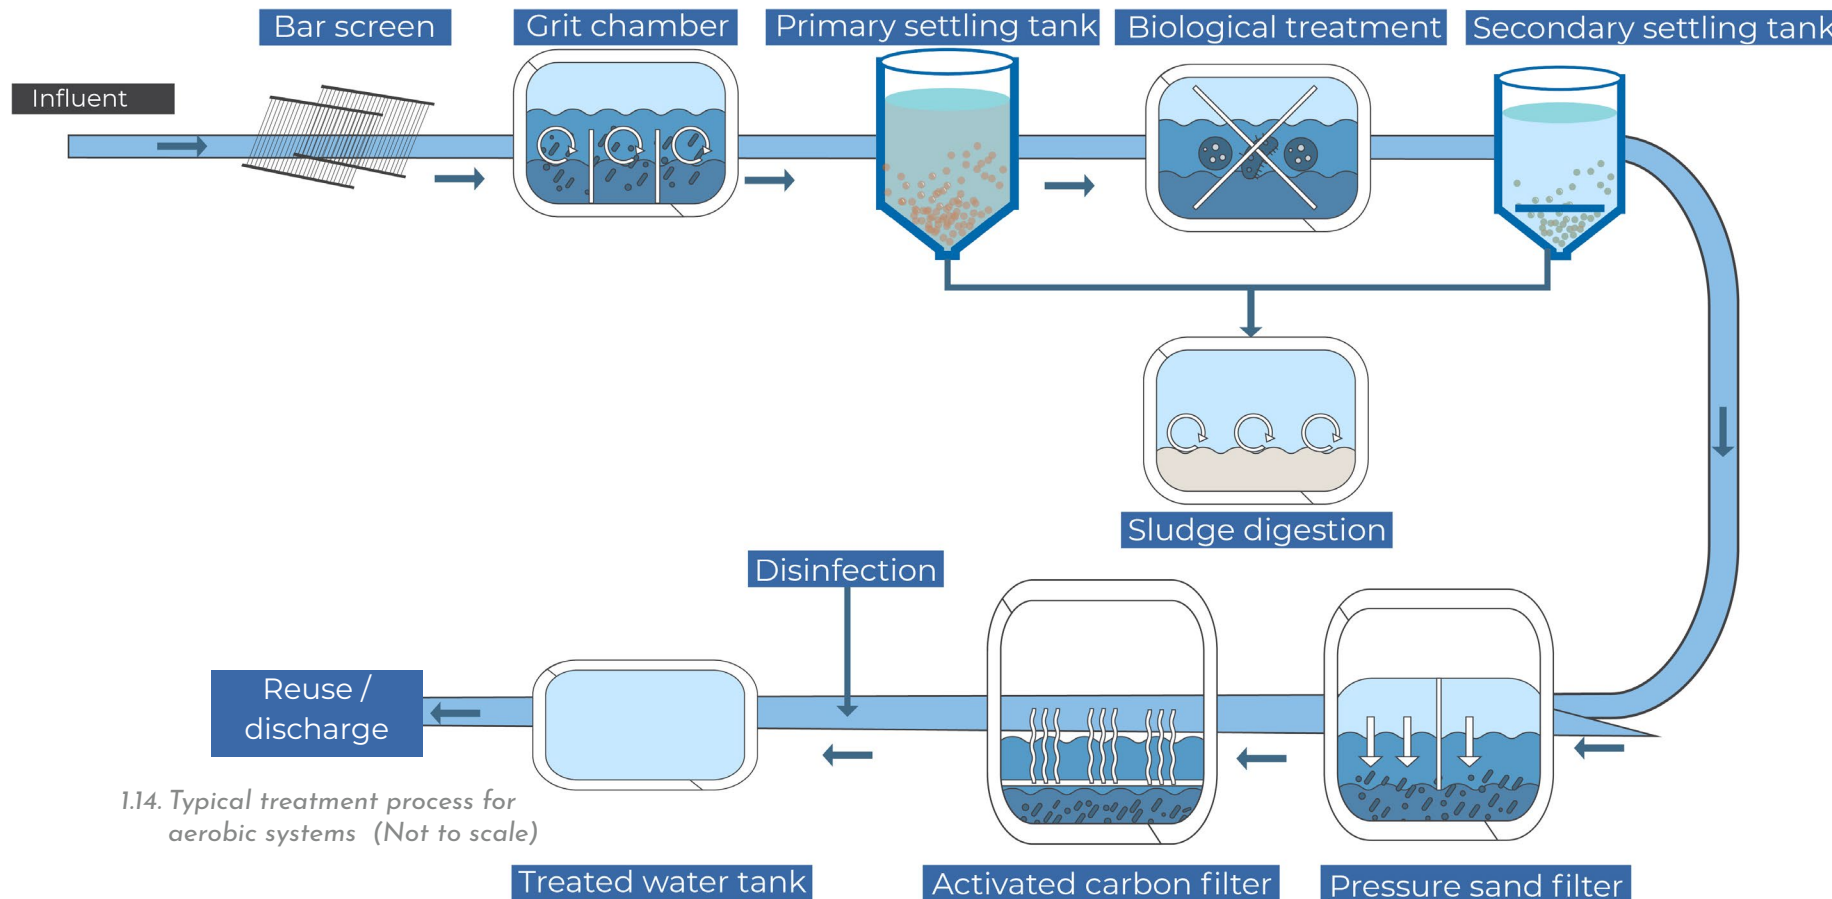 Bar screen
Grit chamber
Primary settling tank
Biological treatment
Secondary settling tank
Influent
Sludge digestion
Disinfection
Reuse /
discharge
1.14. Typical treatment process for
aerobic systems (Not to scale)
Treated water tank
Activated carbon filter
Pressure sand filter